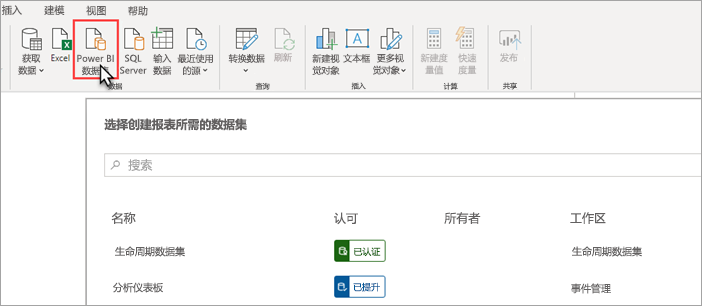 插入 建模 视图 帮助
获取 Excel Power BI SQL 输入 最近使用 转换数据 刷新 新建视 文本框 更多视 新建度 快速 发布
数据 数据 Server 数据 的源 觉对象 觉对象 量值 度量
数据 查询 插入 计算 共享
选择创建报表所需的数据集
搜索
名称 认可 所有者 工作区
生命周期数据集 已认证 生命周期数据集
分析仪表板 已提升 事件管理